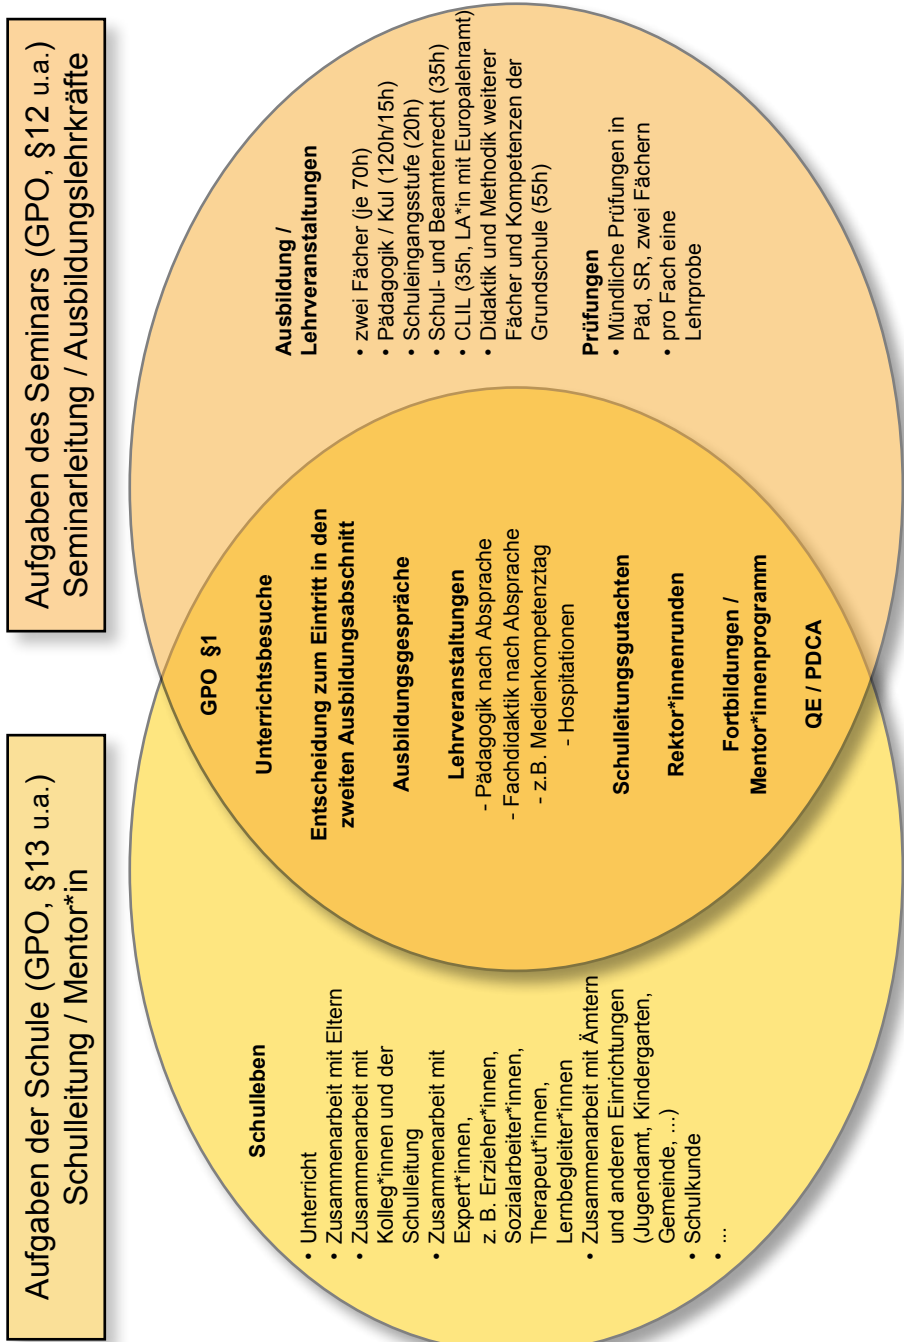 Aufgaben der Schule (GPO, §13 u.a.)
Schulleitung / Mentor*in
Aufgaben des Seminars (GPO, §12 u.a.)
Seminarleitung / Ausbildungslehrkräfte
Schulleben
• Unterricht
• Zusammenarbeit mit Eltern
• Zusammenarbeit mit
Kolleg*innen und der
Schulleitung
• Zusammenarbeit mit
Expert*innen,
z. B. Erzieher*innen,
Sozialarbeiter*innen,
Therapeut*innen,
Lernbegleiter*innen
• Zusammenarbeit mit Ämtern
und anderen Einrichtungen
(Jugendamt, Kindergarten,
Gemeinde, ...)
• Schulkunde
• ...
GPO §1
Unterrichtsbesuche
Entscheidung zum Eintritt in den
zweiten Ausbildungsabschnitt
Ausbildungsgespräche
Lehrveranstaltungen
- Pädagogik nach Absprache
- Fachdidaktik nach Absprache
- z.B. Medienkompetenztag
- Hospitationen
Schulleitungsgutachten
Rektor*innenrunden
Fortbildungen /
Mentor*innenprogramm
QE / PDCA
Ausbildung /
Lehrveranstaltungen
• zwei Fächer (je 70h)
• Pädagogik / KuI (120h/15h)
• Schuleingangsstufe (20h)
• Schul- und Beamtenrecht (35h)
• CLIL (35h, LA*in mit Europalehramt)
• Didaktik und Methodik weiterer
Fächer und Kompetenzen der
Grundschule (55h)
Prüfungen
• Mündliche Prüfungen in
Päd, SR, zwei Fächern
• pro Fach eine
Lehrprobe